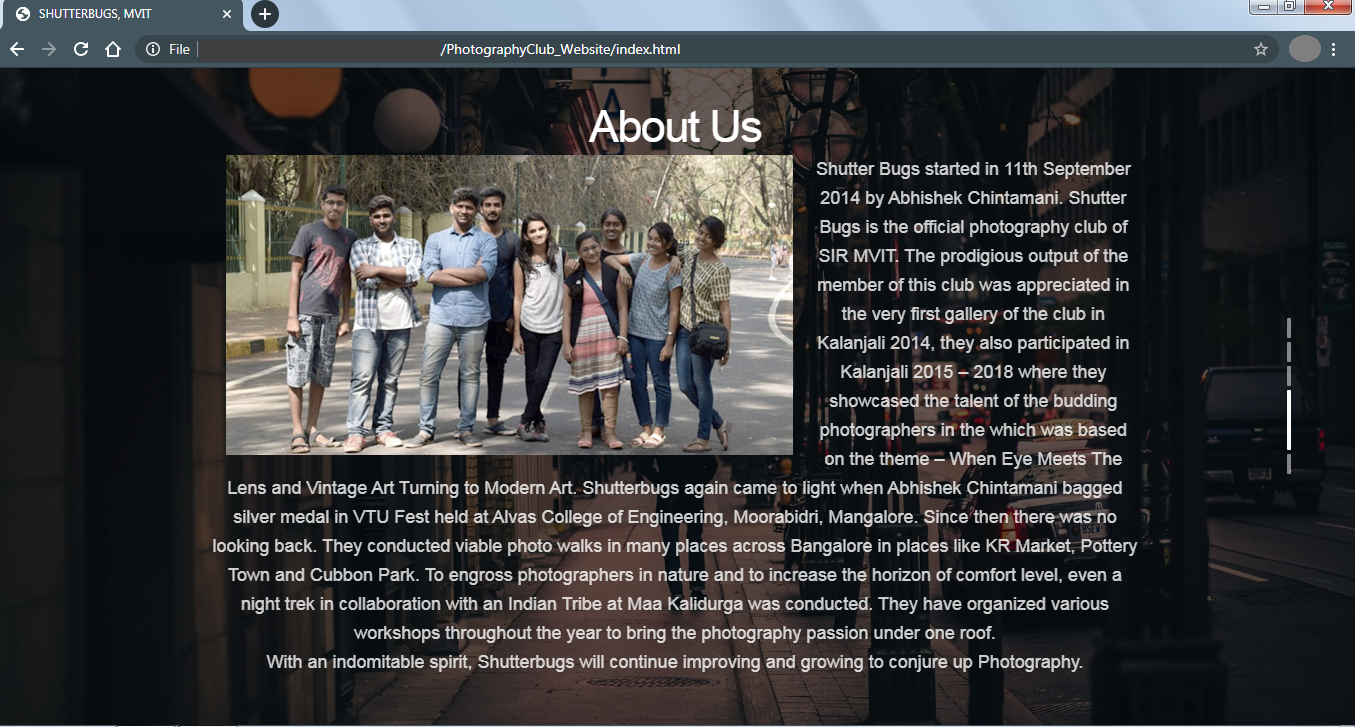 SHUTTERBUGS, MVIT
File
/PhotographyClub_Website/index.html
About Us
Shutter Bugs started in 11th September
2014 by Abhishek Chintamani. Shutter
Bugs is the official photography club of
SIR MVIT. The prodigious output of the
member of this club was appreciated in
the very first gallery of the club in
Kalanjali 2014, they also participated in
Kalanjali 2015 – 2018 where they
showcased the talent of the budding
photographers in the which was based
on the theme – When Eye Meets The
Lens and Vintage Art Turning to Modern Art. Shutterbugs again came to light when Abhishek Chintamani bagged
silver medal in VTU Fest held at Alvas College of Engineering, Moorabidri, Mangalore. Since then there was no
looking back. They conducted viable photo walks in many places across Bangalore in places like KR Market, Pottery
Town and Cubbon Park. To engross photographers in nature and to increase the horizon of comfort level, even a
night trek in collaboration with an Indian Tribe at Maa Kalidurga was conducted. They have organized various
workshops throughout the year to bring the photography passion under one roof.
With an indomitable spirit, Shutterbugs will continue improving and growing to conjure up Photography.